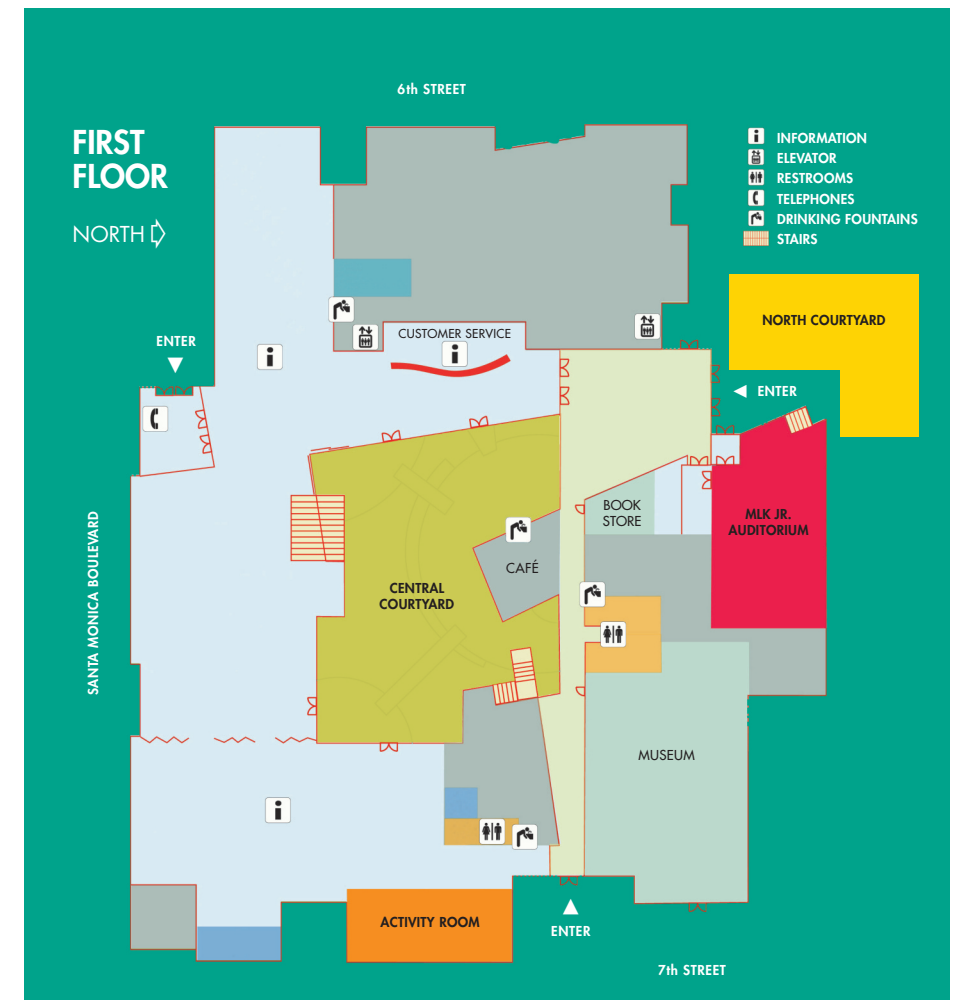 6th STREET
FIRST
FLOOR
NORTH
INFORMATION
ELEVATOR
RESTROOMS
TELEPHONES
DRINKING FOUNTAINS
STAIRS
NORTH COURTYARD
CUSTOMER SERVICE
ENTER
ENTER
BOOK
STORE
MLK JR.
AUDITORIUM
CAFÉ
CENTRAL
COURTYARD
SANTA MONICA BOULEVARD
MUSEUM
ACTIVITY ROOM
ENTER
7th STREET